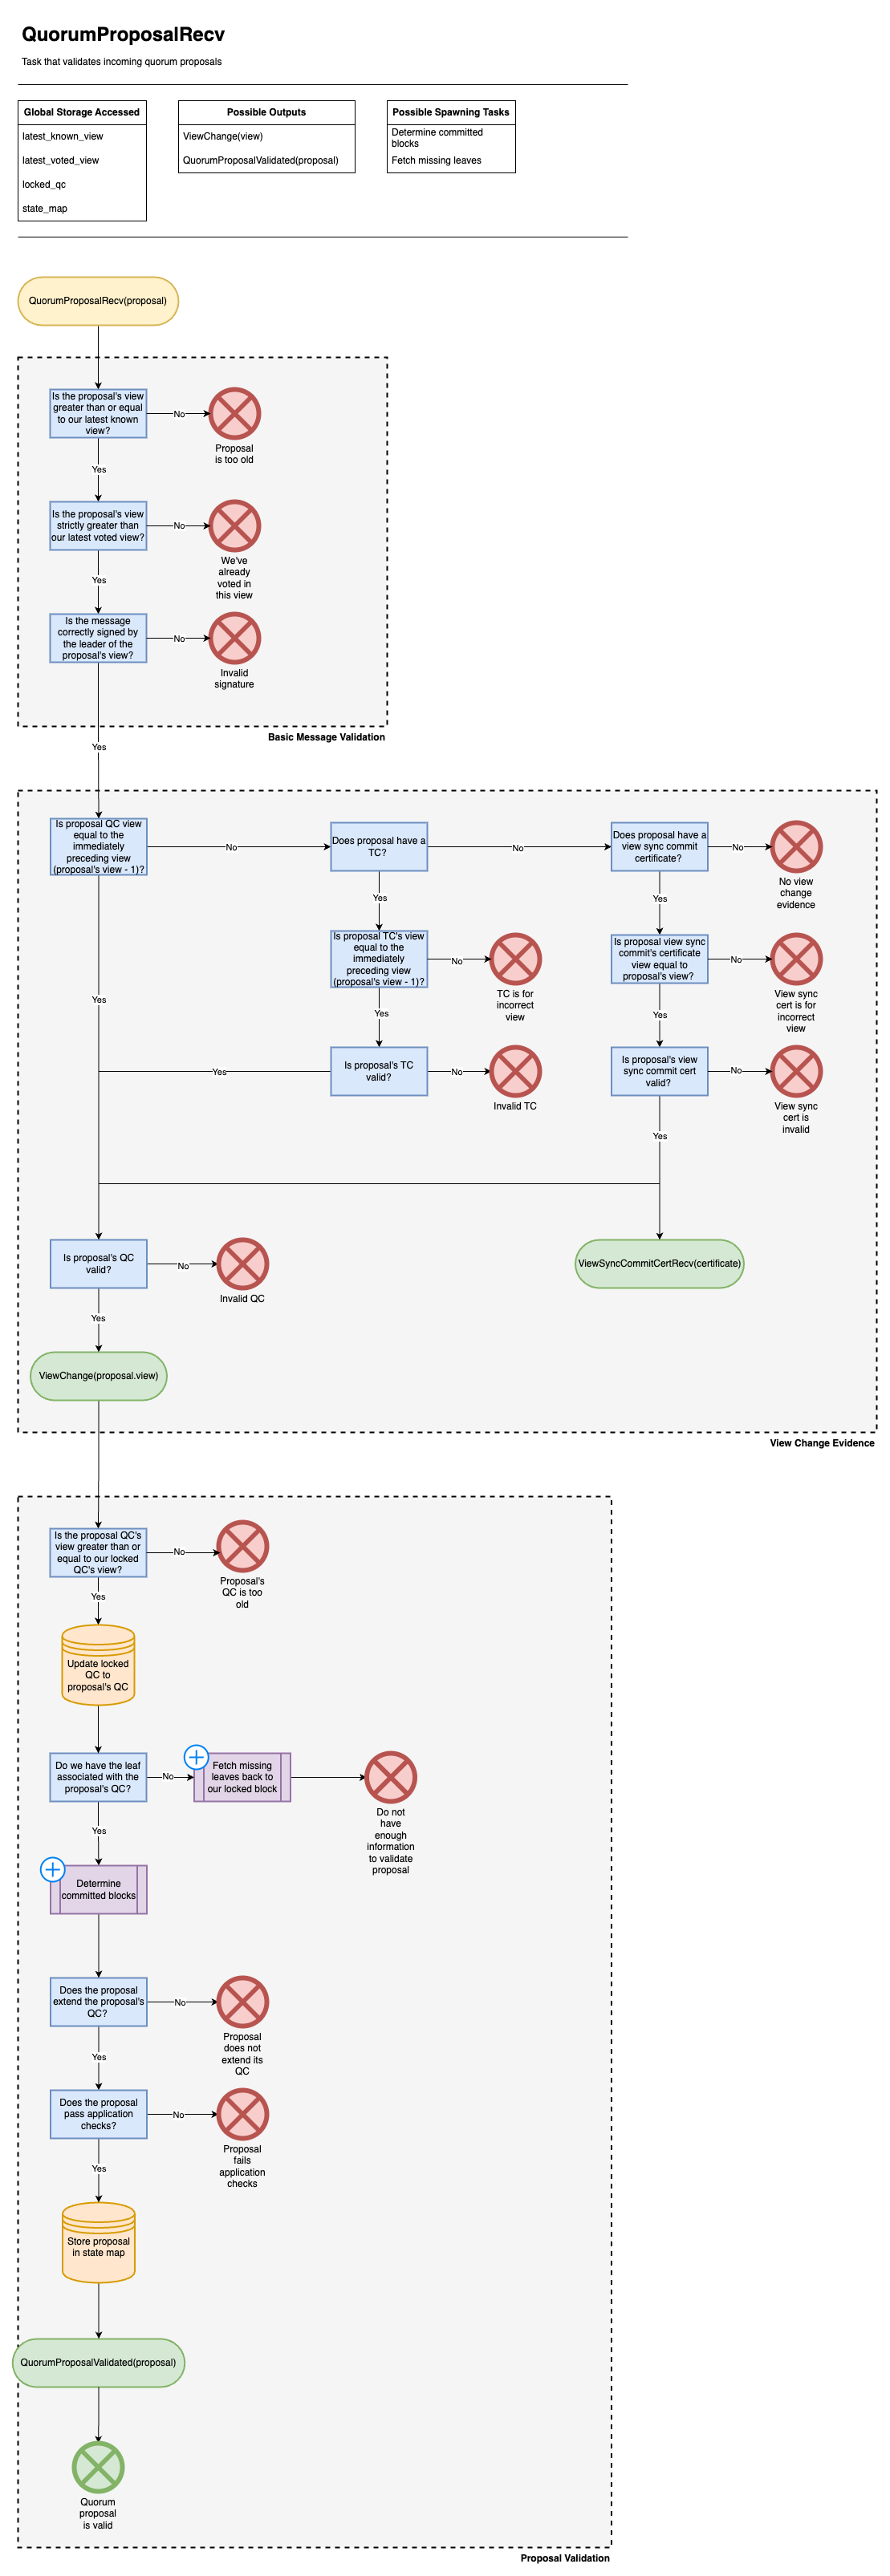 QuorumProposalRecv
Task that validates incoming quorum proposals
Global Storage Accessed
latest_known_view
latest_voted_view
locked_qc
state_map
Possible Outputs
ViewChange(view)
QuorumProposalValidated(proposal)
Possible Spawning Tasks
Determine committed
blocks
Fetch missing leaves
QuorumProposalRecv(proposal)
Is the proposal's view
greater than or equal
to our latest known
view?
No
Proposal
is too old
Yes
Is the proposal's view
strictly greater than
our latest voted view?
No
We've
already
voted in
this view
Yes
Is the message
correctly signed by
the leader of the
proposal's view?
No
Invalid
signature
Basic Message Validation
Yes
Is proposal QC view
equal to the
immediately
preceding view
(proposal's view - 1)?
No
Does proposal have a
TC?
No
Does proposal have a
view sync commit
certificate?
No
No view
change
evidence
Yes
Yes
Is proposal TC's view
equal to the
immediately
preceding view
(proposal's view - 1)?
No
TC is for
incorrect
view
Is proposal view sync
commit's certificate
view equal to
proposal's view?
No
View sync
cert is for
incorrect
view
Yes
Yes
Yes
Is proposal's TC
valid?
Yes
No
Invalid TC
Is proposal's view
sync commit cert
valid?
No
View sync
cert is
invalid
Yes
Is proposal's QC
valid?
No
Invalid QC
ViewSyncCommitCertRecv(certificate)
Yes
ViewChange(proposal.view)
View Change Evidence
Is the proposal QC's
view greater than or
equal to our locked
QC's view?
No
Proposal's
QC is too
old
Yes
Update locked
QC to
proposal's QC
Do we have the leaf
associated with the
proposal's QC?
No
Fetch missing
leaves back to
our locked block
Do not
have
enough
information
to validate
proposal
Yes
Determine
committed blocks
Does the proposal
extend the proposal's
QC?
No
Proposal
does not
extend its
QC
Yes
Does the proposal
pass application
checks?
No
Proposal
fails
application
checks
Yes
Store proposal
in state map
QuorumProposalValidated(proposal)
Quorum
proposal
is valid
Proposal Validation